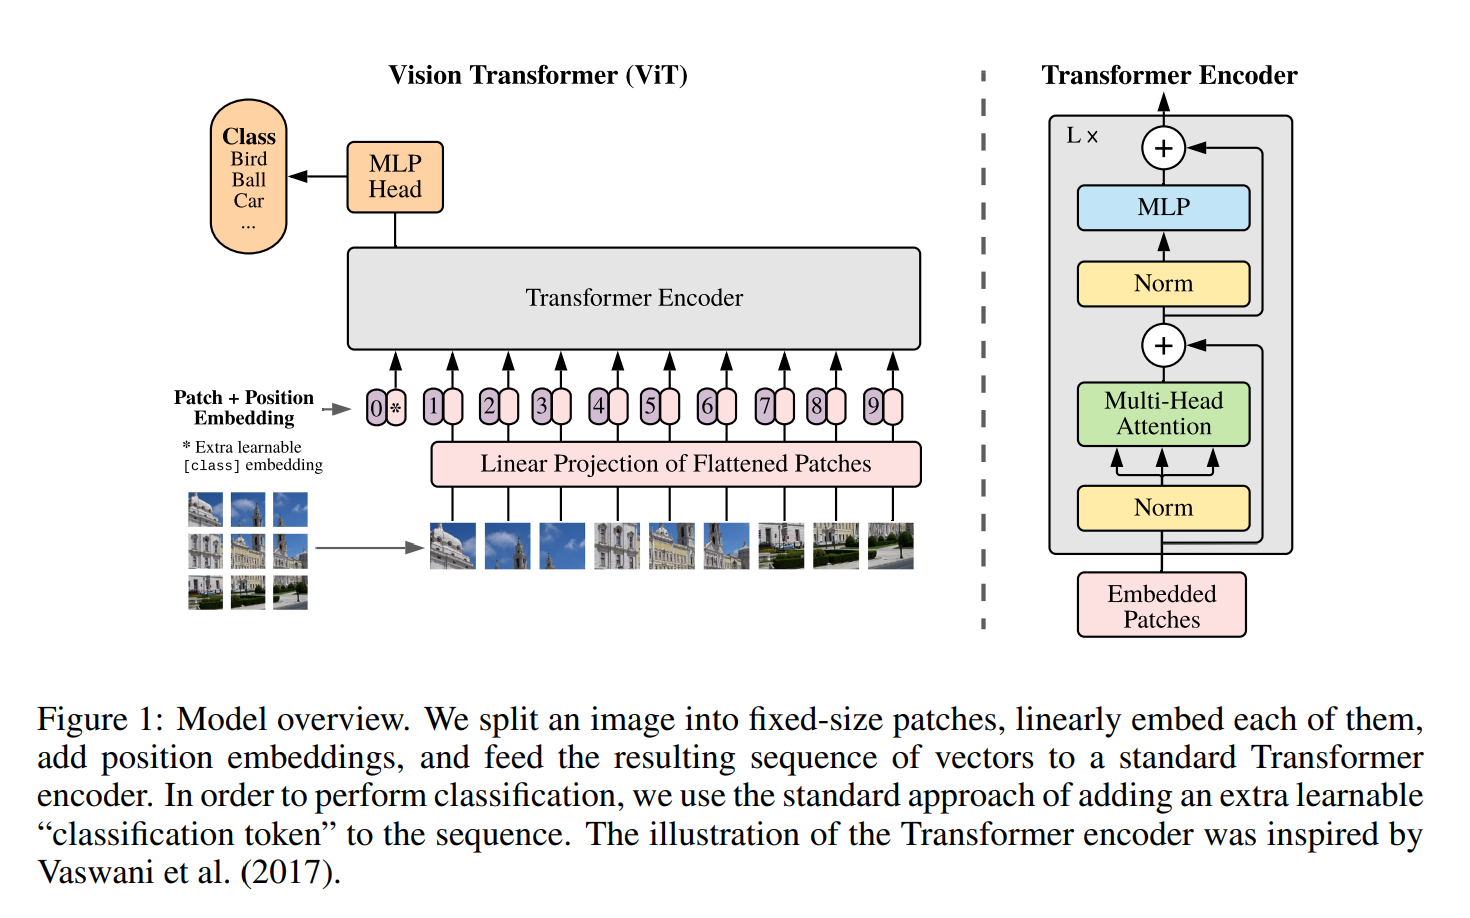 Vision Transformer (ViT)
Class
Bird
Ball
Car
...
MLP
Head
Transformer Encoder
Patch + Position
Embedding
* Extra learnable
[class] embedding
0 * 1 2 3 4 5 6 7 8 9
Linear Projection of Flattened Patches
Transformer Encoder
L ×
+
MLP
Norm
+
Multi-Head
Attention
Norm
Embedded
Patches
Figure 1: Model overview. We split an image into fixed-size patches, linearly embed each of them,
add position embeddings, and feed the resulting sequence of vectors to a standard Transformer
encoder. In order to perform classification, we use the standard approach of adding an extra learnable
“classification token” to the sequence. The illustration of the Transformer encoder was inspired by
Vaswani et al. (2017).